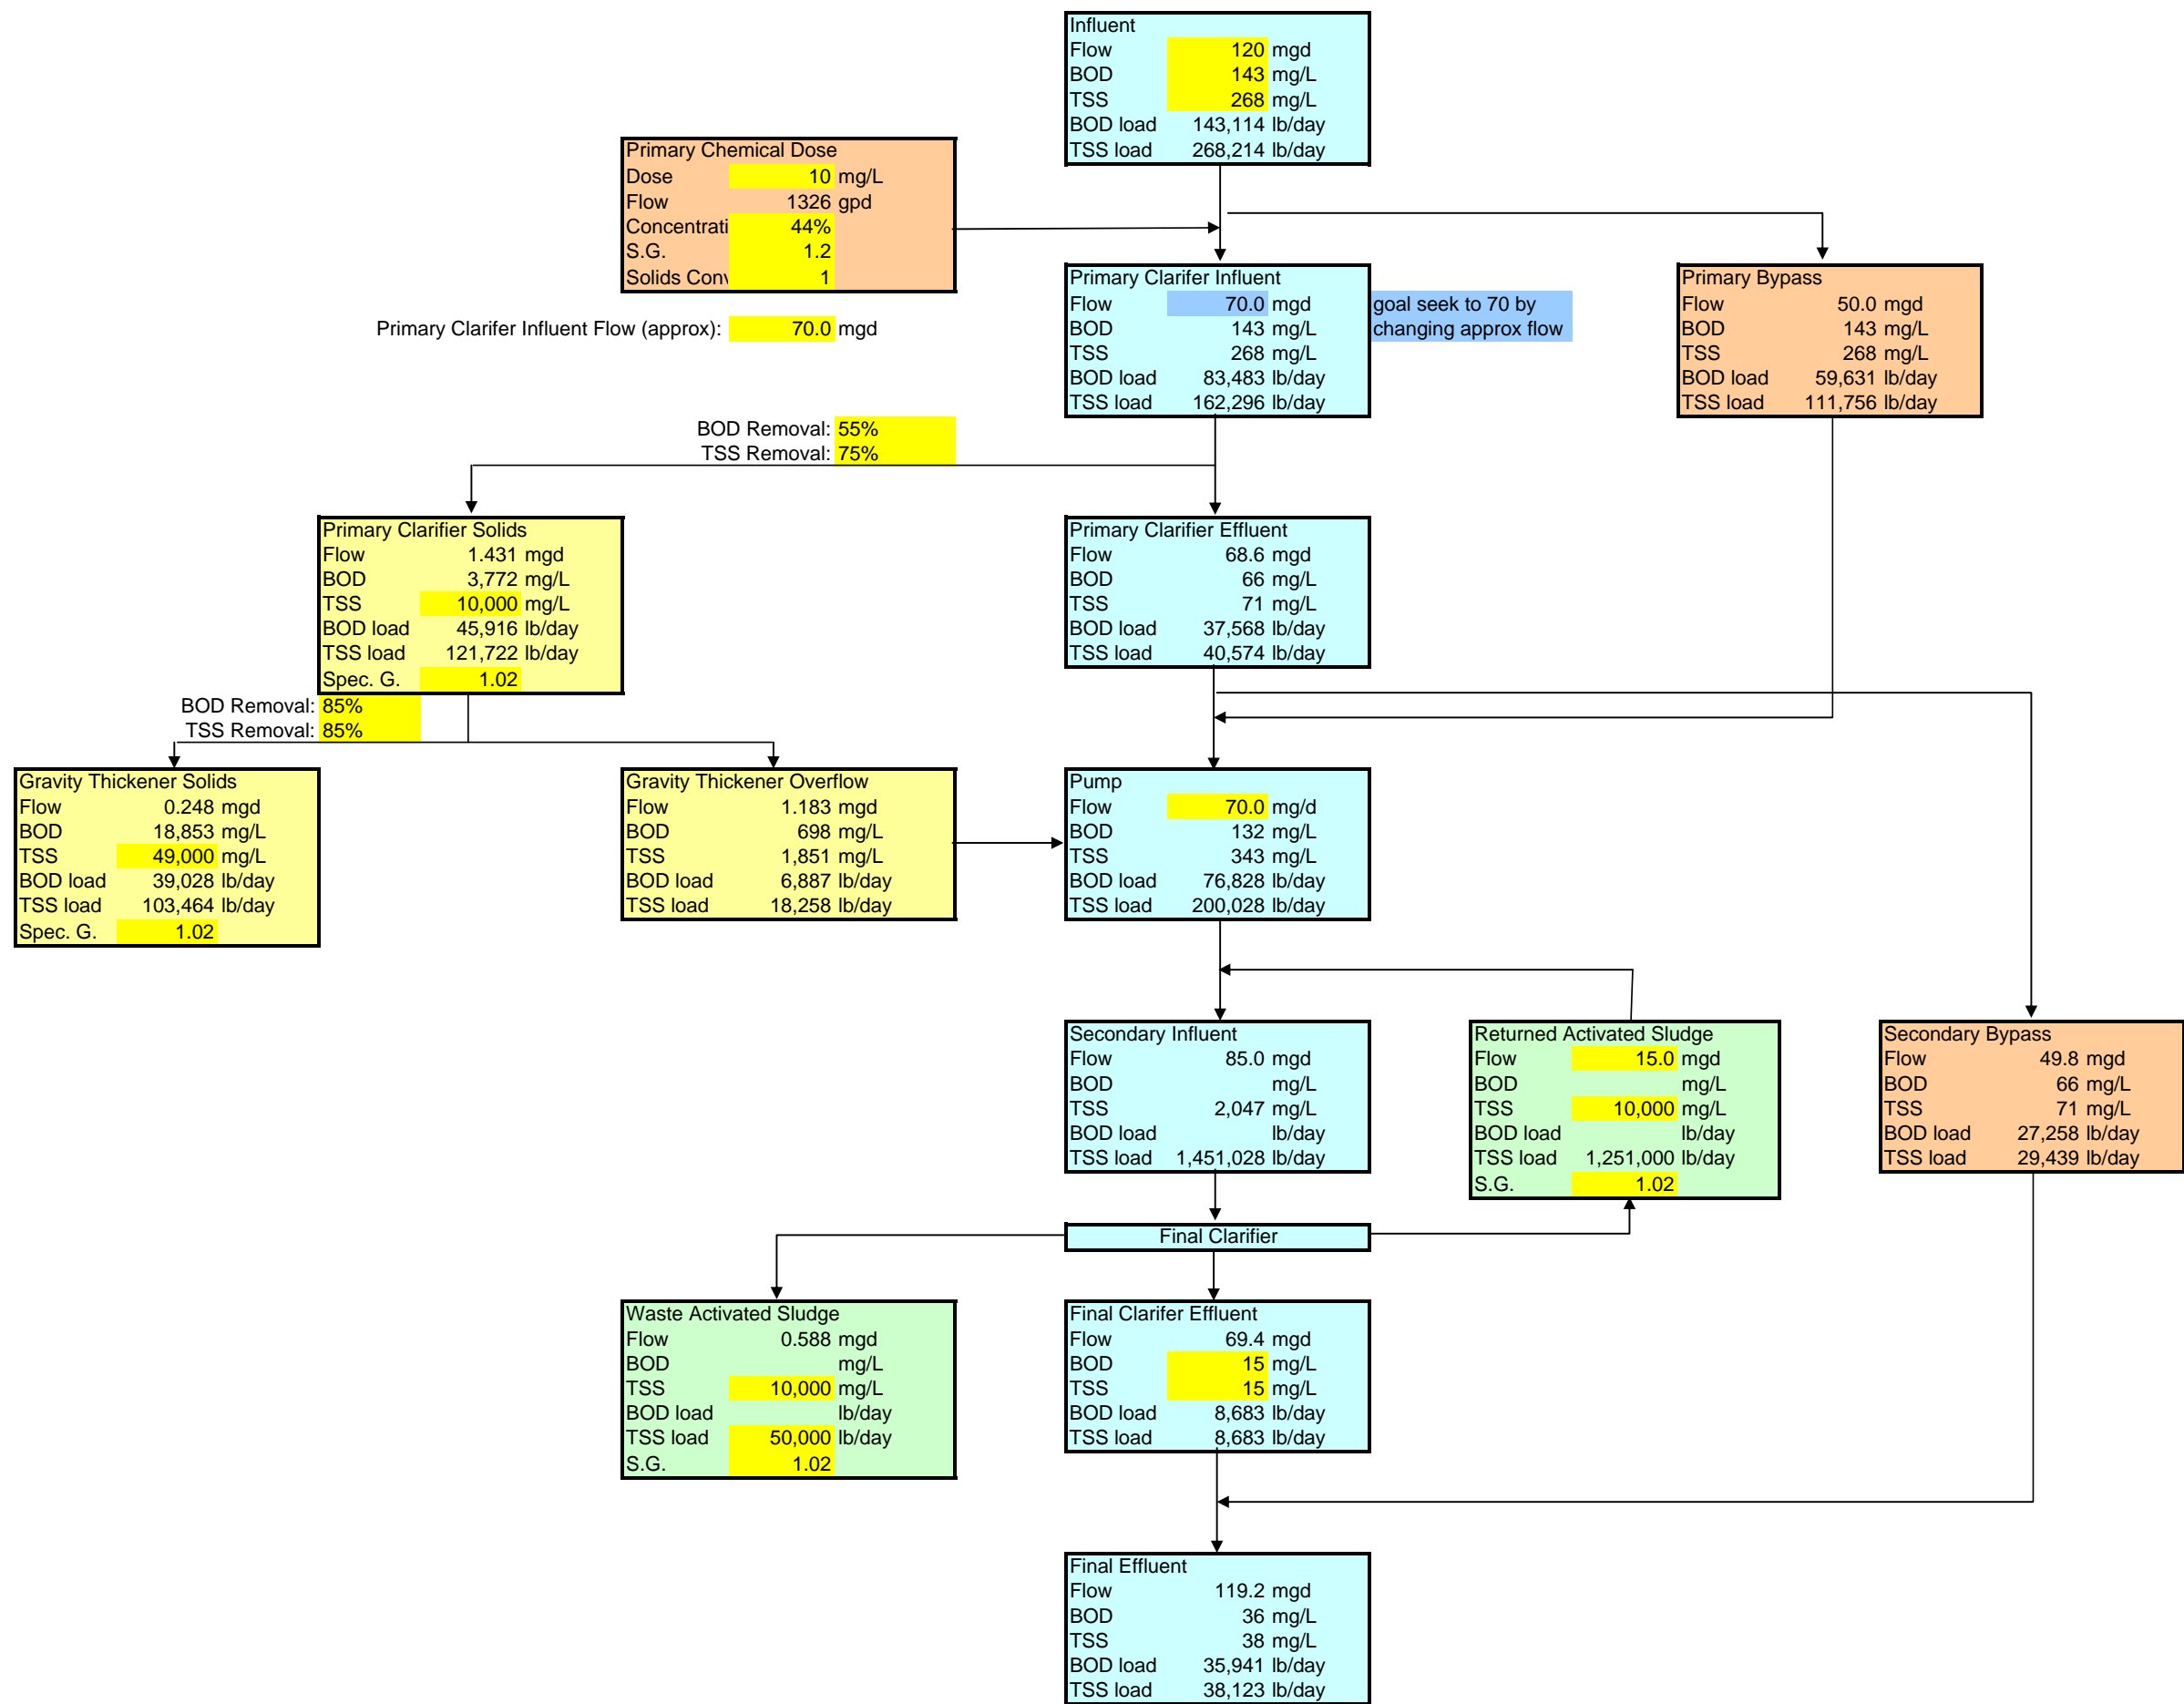 Influent
Flow 120 mgd
BOD 143 mg/L
TSS 268 mg/L
BOD load 143,114 lb/day
TSS load 268,214 lb/day
Primary Chemical Dose
Dose 10 mg/L
Flow 1326 gpd
Concentrati 44%
S.G. 1.2
Solids Conv 1
Primary Clarifer Influent Flow (approx): 70.0 mgd
Primary Clarifer Influent
Flow 70.0 mgd
BOD 143 mg/L
TSS 268 mg/L
BOD load 83,483 lb/day
TSS load 162,296 lb/day
goal seek to 70 by
changing approx flow
Primary Bypass
Flow 50.0 mgd
BOD 143 mg/L
TSS 268 mg/L
BOD load 59,631 lb/day
TSS load 111,756 lb/day
BOD Removal: 55%
TSS Removal: 75%
Primary Clarifier Solids
Flow 1.431 mgd
BOD 3,772 mg/L
TSS 10,000 mg/L
BOD load 45,916 lb/day
TSS load 121,722 lb/day
Spec. G. 1.02
Primary Clarifier Effluent
Flow 68.6 mgd
BOD 66 mg/L
TSS 71 mg/L
BOD load 37,568 lb/day
TSS load 40,574 lb/day
BOD Removal: 85%
TSS Removal: 85%
Gravity Thickener Solids
Flow 0.248 mgd
BOD 18,853 mg/L
TSS 49,000 mg/L
BOD load 39,028 lb/day
TSS load 103,464 lb/day
Spec. G. 1.02
Gravity Thickener Overflow
Flow 1.183 mgd
BOD 698 mg/L
TSS 1,851 mg/L
BOD load 6,887 lb/day
TSS load 18,258 lb/day
Pump
Flow 70.0 mg/d
BOD 132 mg/L
TSS 343 mg/L
BOD load 76,828 lb/day
TSS load 200,028 lb/day
Secondary Influent
Flow 85.0 mgd
BOD mg/L
TSS 2,047 mg/L
BOD load lb/day
TSS load 1,451,028 lb/day
Returned Activated Sludge
Flow 15.0 mgd
BOD mg/L
TSS 10,000 mg/L
BOD load lb/day
TSS load 1,251,000 lb/day
S.G. 1.02
Secondary Bypass
Flow 49.8 mgd
BOD 66 mg/L
TSS 71 mg/L
BOD load 27,258 lb/day
TSS load 29,439 lb/day
Final Clarifier
Waste Activated Sludge
Flow 0.588 mgd
BOD mg/L
TSS 10,000 mg/L
BOD load lb/day
TSS load 50,000 lb/day
S.G. 1.02
Final Clarifer Effluent
Flow 69.4 mgd
BOD 15 mg/L
TSS 15 mg/L
BOD load 8,683 lb/day
TSS load 8,683 lb/day
Final Effluent
Flow 119.2 mgd
BOD 36 mg/L
TSS 38 mg/L
BOD load 35,941 lb/day
TSS load 38,123 lb/day